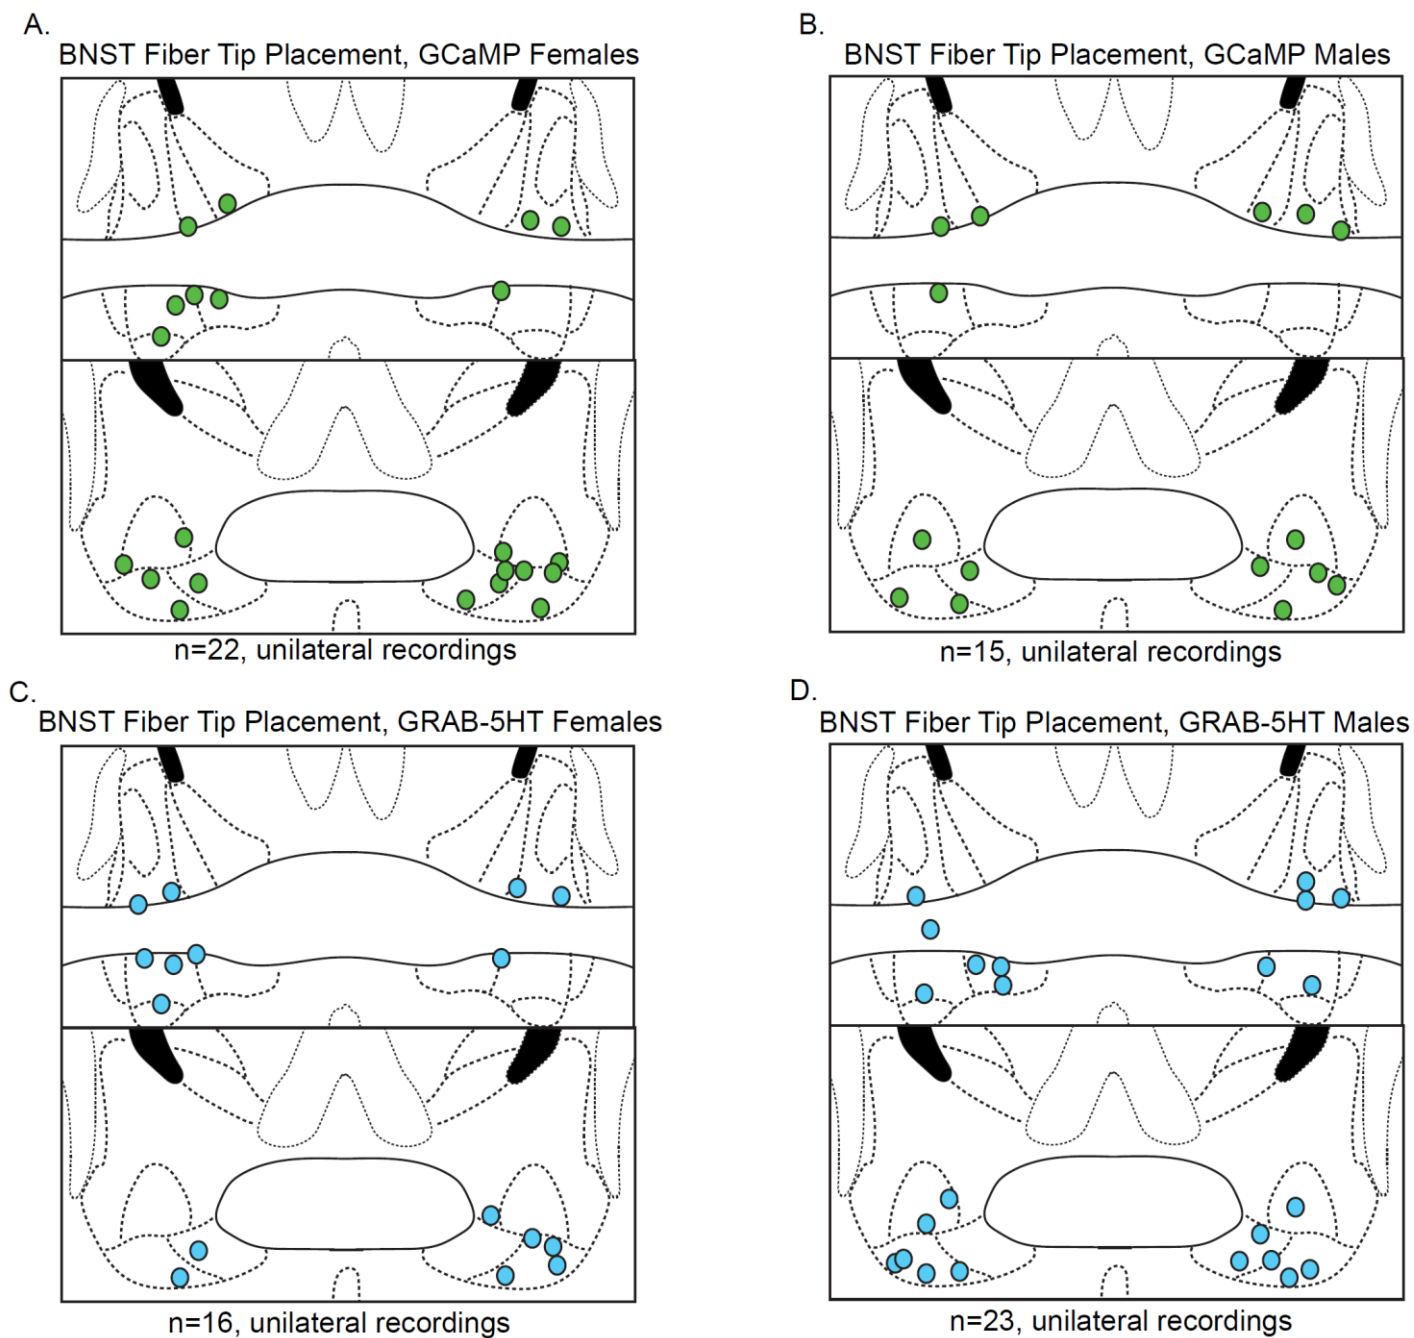 A.
BNST Fiber Tip Placement, GCaMP Females
n=22, unilateral recordings
B.
BNST Fiber Tip Placement, GCaMP Males
n=15, unilateral recordings
C.
BNST Fiber Tip Placement, GRAB-5HT Females
n=16, unilateral recordings
D.
BNST Fiber Tip Placement, GRAB-5HT Males
n=23, unilateral recordings